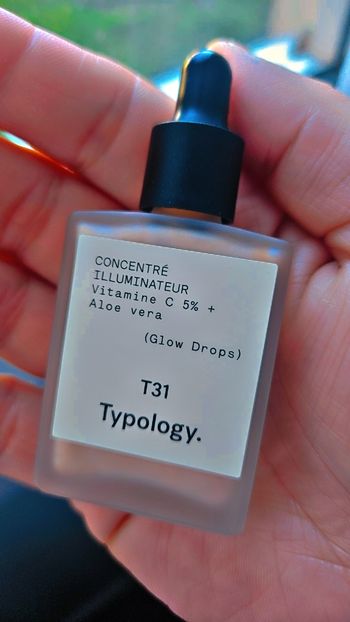 CONCENTRÉ
ILLUMINATEUR
Vitamine C 5% +
Aloe vera
(Glow Drops)
T31
Typology.